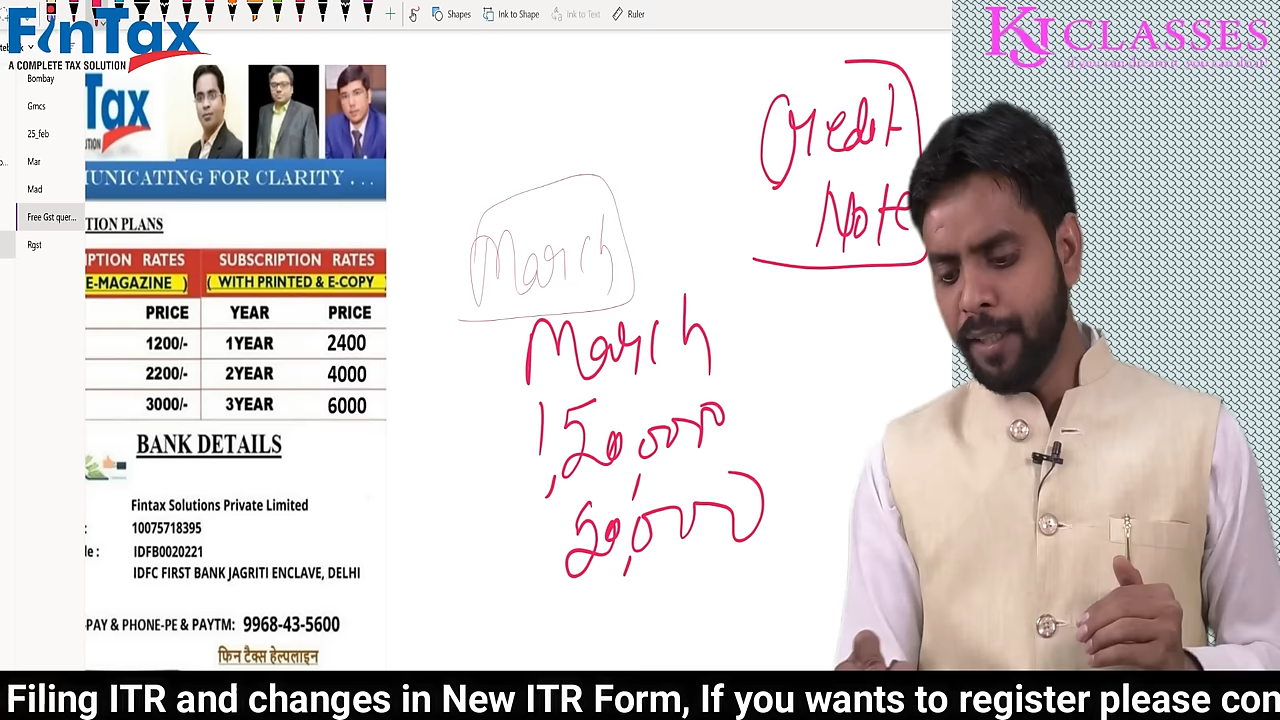 Shapes
Ink to Shape
Ink to Text
Ruler
FinTax
A COMPLETE TAX SOLUTION
KJ CLASSES
Bombay
Gmcs
25_feb
Mar
Mad
Free Gst quer...
Rgst
Tax
UTION
UNICATING FOR CLARITY . . .
TION PLANS
IPTION RATES SUBSCRIPTION RATES
E-MAGAZINE ) ( WITH PRINTED & E-COPY
PRICE YEAR PRICE
1200/- 1YEAR 2400
2200/- 2YEAR 4000
3000/- 3YEAR 6000
BANK DETAILS
Fintax Solutions Private Limited
: 10075718395
de : IDFB0020221
IDFC FIRST BANK JAGRITI ENCLAVE, DELHI
-PAY & PHONE-PE & PAYTM: 9968-43-5600
फिन टैक्स हेल्पलाइन
Credit
Note
March
March
1,50,000
50,000
Filing ITR and changes in New ITR Form, If you wants to register please con